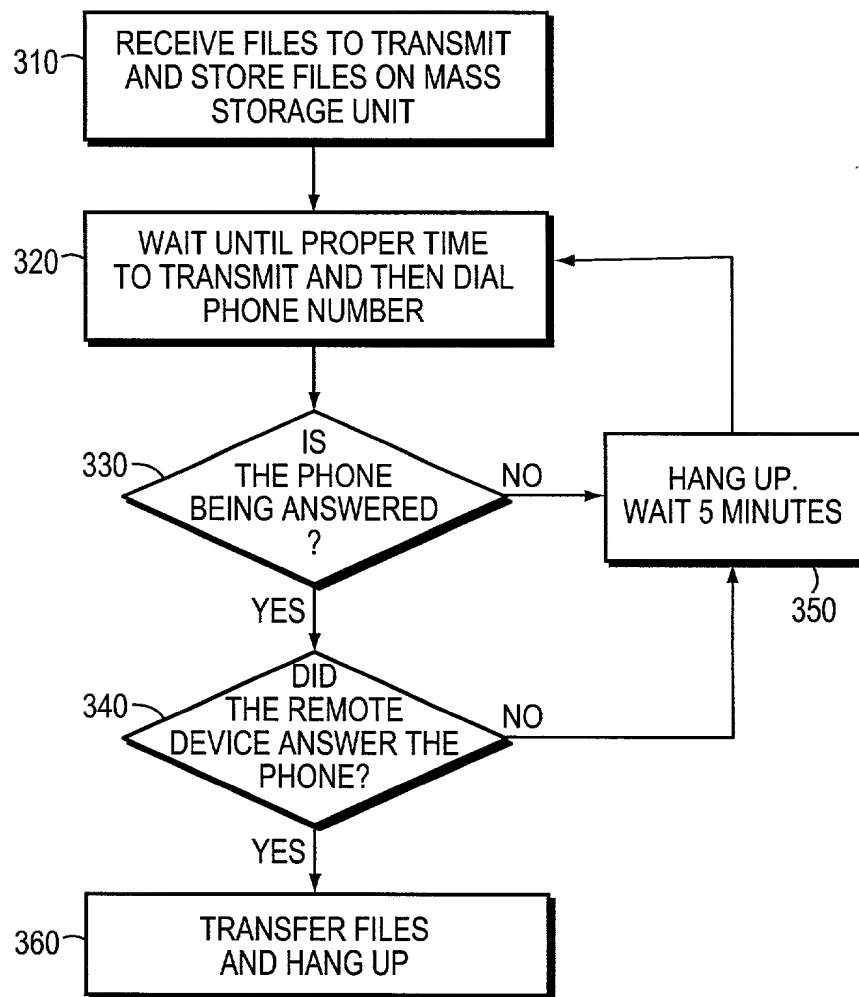 310
RECEIVE FILES TO TRANSMIT
AND STORE FILES ON MASS
STORAGE UNIT
320
WAIT UNTIL PROPER TIME
TO TRANSMIT AND THEN DIAL
PHONE NUMBER
330
IS
THE PHONE
BEING ANSWERED
?
NO
HANG UP.
WAIT 5 MINUTES
350
YES
340
DID
THE REMOTE
DEVICE ANSWER THE
PHONE?
NO
YES
360
TRANSFER FILES
AND HANG UP